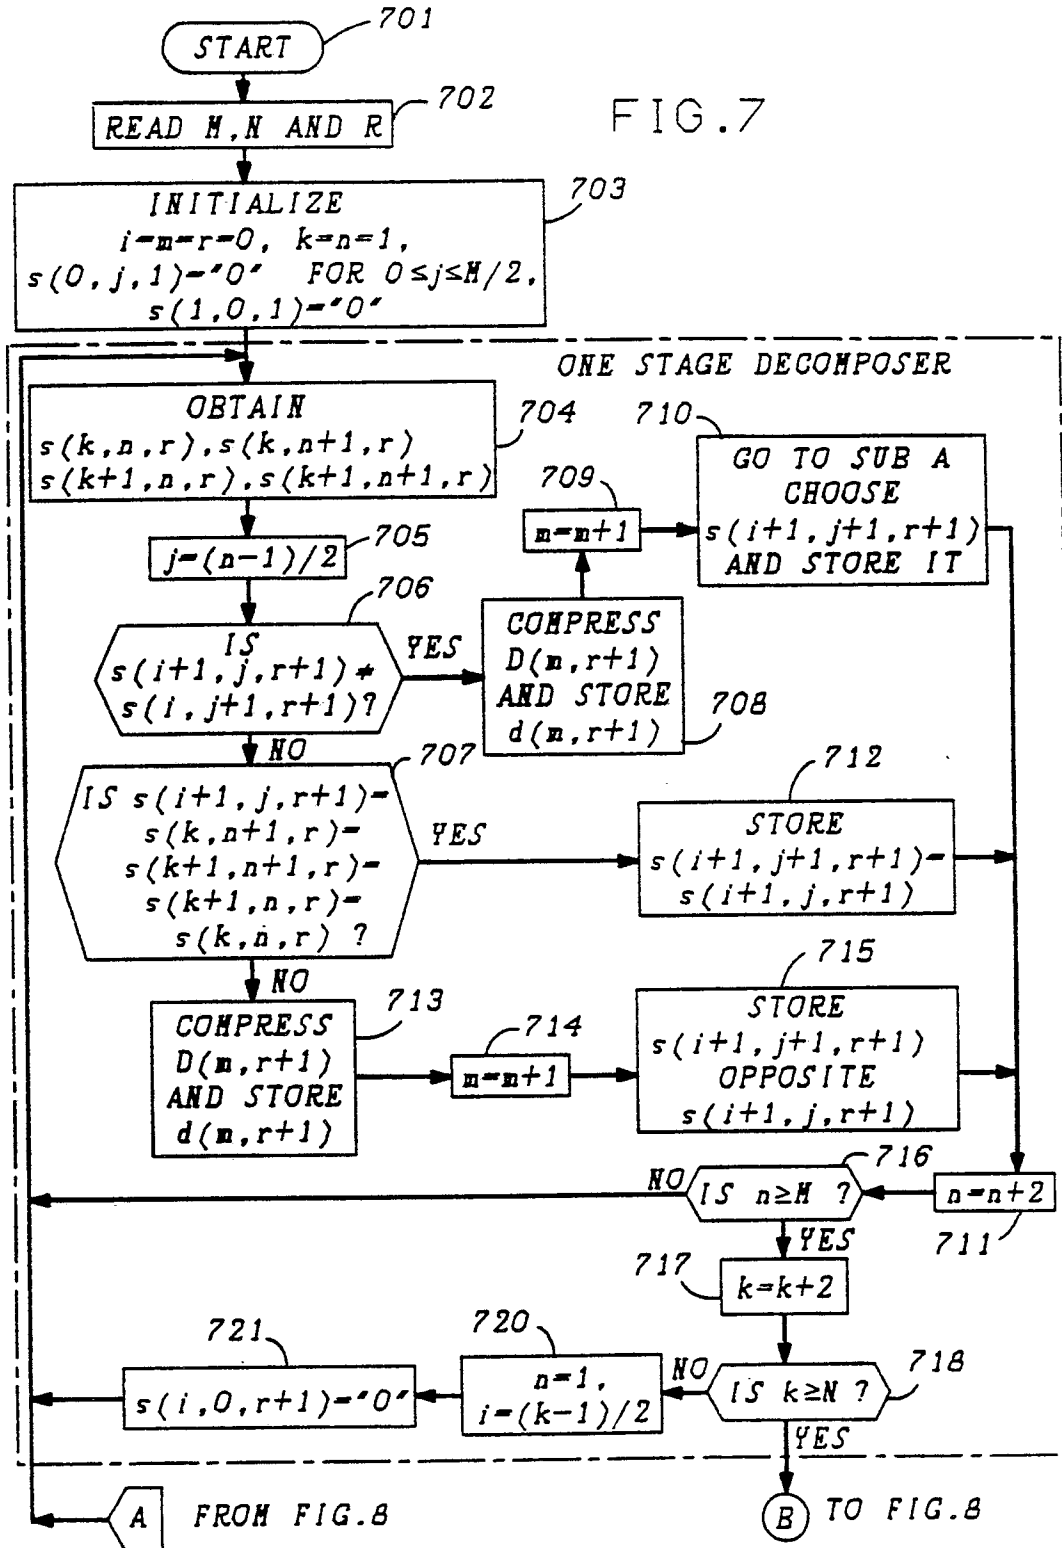 701
START
702
FIG.7
READ M,N AND R
703
INITIALIZE
i=m=r=0, k=n=1,
s(0,j,1)="0" FOR 0≤j≤M/2,
s(1,0,1)="0"
ONE STAGE DECOMPOSER
OBTAIN
s(k,n,r),s(k,n+1,r)
s(k+1,n,r),s(k+1,n+1,r)
704
710
GO TO SUB A
CHOOSE
s(i+1,j+1,r+1)
AND STORE IT
709
m=m+1
705
j=(n-1)/2
706
IS
s(i+1,j,r+1)≠
s(i,j+1,r+1)?
YES
COMPRESS
D(m,r+1)
AND STORE
d(m,r+1)
708
NO
707
IS s(i+1,j,r+1)=
s(k,n+1,r)=
s(k+1,n+1,r)=
s(k+1,n,r)=
s(k,n,r) ?
YES
712
STORE
s(i+1,j+1,r+1)=
s(i+1,j,r+1)
NO
713
COMPRESS
D(m,r+1)
AND STORE
d(m,r+1)
714
m=m+1
715
STORE
s(i+1,j+1,r+1)
OPPOSITE
s(i+1,j,r+1)
716
NO
IS n≥M ?
n=n+2
711
YES
717
k=k+2
721
s(i,0,r+1)="0"
720
n=1,
i=(k-1)/2
NO
IS k≥N ?
718
YES
A FROM FIG.8
B TO FIG.8